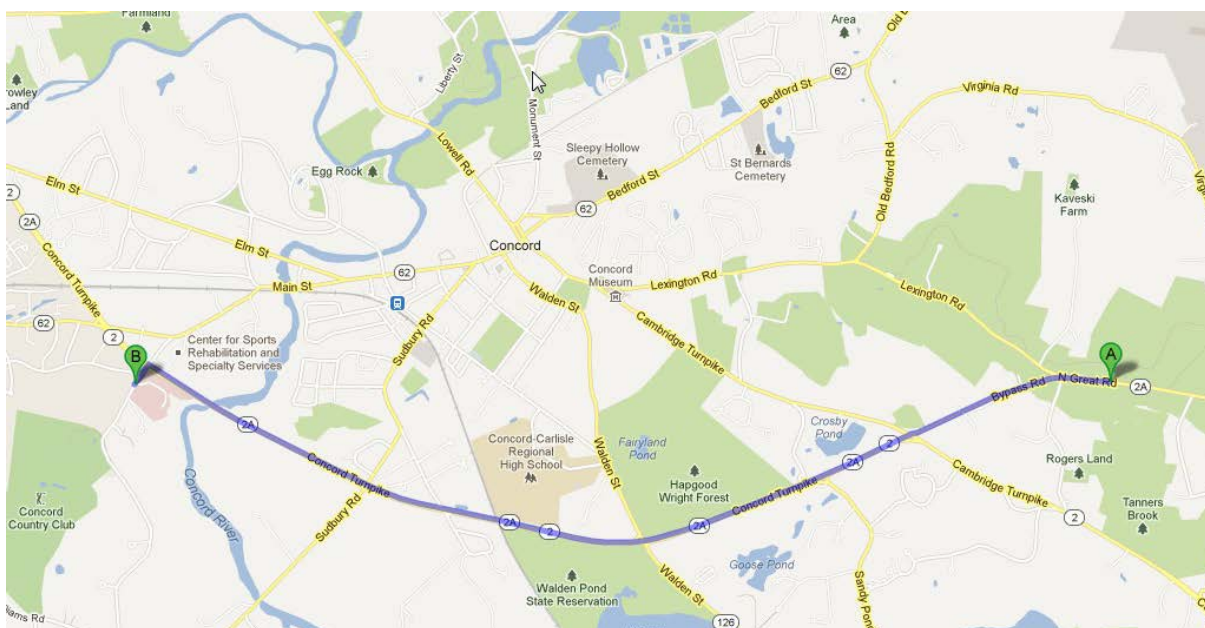 Farmland
Area
Old B
62
Liberty St
Monument St
Bedford St
Virginia Rd
rowley
Land
Lowell Rd
Sleepy Hollow
Cemetery
St Bernards
Cemetery
Old Bedford Rd
Egg Rock
Elm St
2
2A
Bedford St
Kaveski
Farm
62
Concord Turnpike
Elm St
Concord
62
Concord
Museum
Lexington Rd
Lexington Rd
Main St
Walden St
Cambridge Turnpike
62
2
Center for Sports
Rehabilitation and
Specialty Services
Sudbury Rd
B
A
N Great Rd
2A
Bypass Rd
2A
Concord-Carlisle
Regional
High School
Walden St
Fairyland
Pond
Crosby
Pond
2
2A
Concord Turnpike
Hapgood
Wright Forest
Concord Turnpike
Rogers Land
Cambridge Turnpike
Concord
Country Club
Concord River
Sudbury Rd
2A
2
2A
Tanners
Brook
2
Goose Pond
Walden Pond
State Reservation
Walden St
Sandy Pond
126
iams Rd